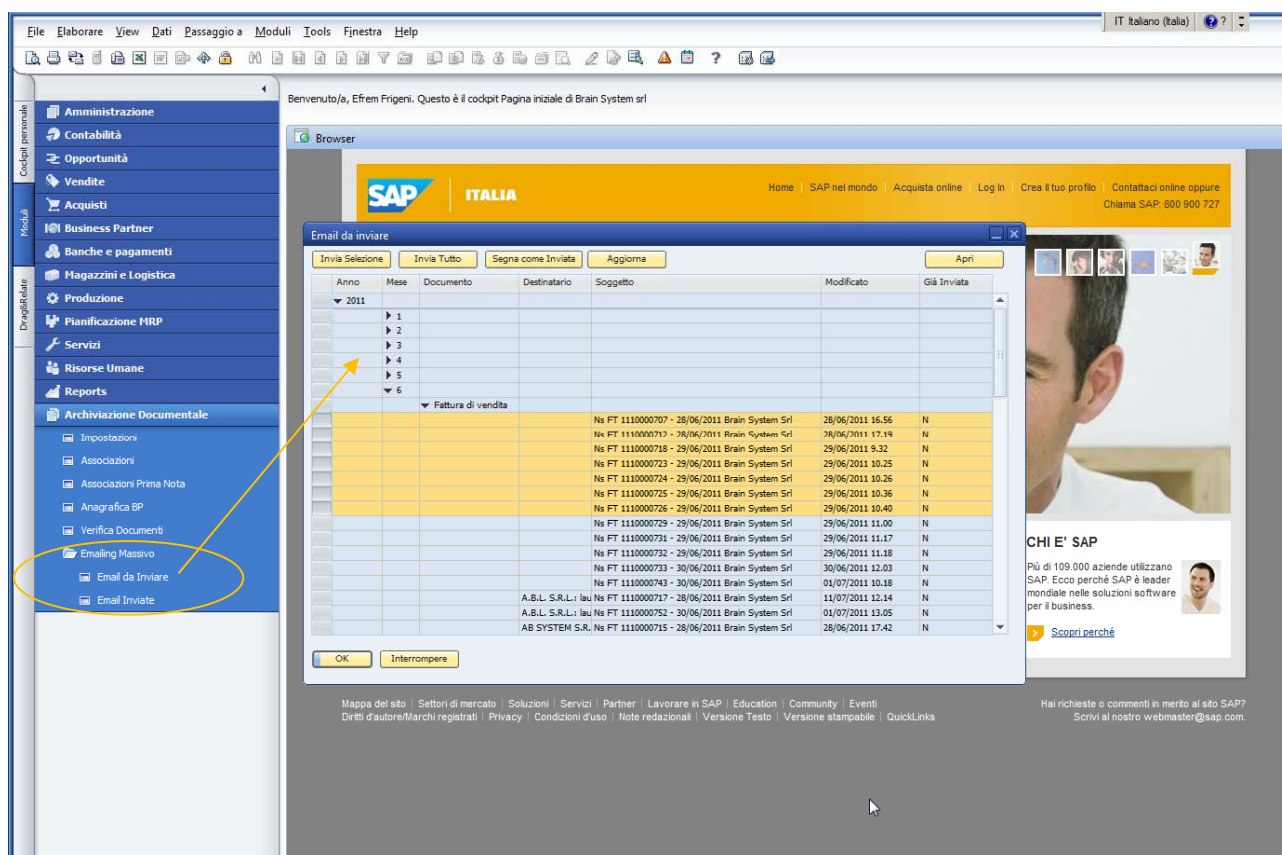 IT Italiano (Italia) ?
File Elaborare View Dati Passaggio a Moduli Tools Finestra Help
Benvenuto/a, Efrem Frigeni. Questo è il cockpit Pagina iniziale di Brain System srl
Cockpit personale
Moduli
Drag&Relate
Amministrazione
Contabilità
Opportunità
Vendite
Acquisti
Business Partner
Banche e pagamenti
Magazzini e Logistica
Produzione
Pianificazione MRP
Servizi
Risorse Umane
Reports
Archiviazione Documentale
Impostazioni
Associazioni
Associazioni Prima Nota
Anagrafica BP
Verifica Documenti
Emailing Massivo
Email da Inviare
Email Inviate
Browser
SAP ITALIA
Home | SAP nel mondo | Acquista online | Log In | Crea il tuo profilo | Contattaci online oppure
Chiama SAP: 800 900 727
Email da inviare
Invia Selezione Invia Tutto Segna come Inviata Aggiorna Apri
Anno Mese Documento Destinatario Soggetto Modificato Già Inviata
2011
1
2
3
4
5
6
Fattura di vendita
Ns FT 1110000707 - 28/06/2011 Brain System Srl 28/06/2011 16.56 N
Ns FT 1110000712 - 28/06/2011 Brain System Srl 28/06/2011 17.19 N
Ns FT 1110000718 - 29/06/2011 Brain System Srl 29/06/2011 9.32 N
Ns FT 1110000723 - 29/06/2011 Brain System Srl 29/06/2011 10.25 N
Ns FT 1110000724 - 29/06/2011 Brain System Srl 29/06/2011 10.26 N
Ns FT 1110000725 - 29/06/2011 Brain System Srl 29/06/2011 10.36 N
Ns FT 1110000726 - 29/06/2011 Brain System Srl 29/06/2011 10.40 N
Ns FT 1110000729 - 29/06/2011 Brain System Srl 29/06/2011 11.00 N
Ns FT 1110000731 - 29/06/2011 Brain System Srl 29/06/2011 11.17 N
Ns FT 1110000732 - 29/06/2011 Brain System Srl 29/06/2011 11.18 N
Ns FT 1110000733 - 30/06/2011 Brain System Srl 30/06/2011 12.03 N
Ns FT 1110000743 - 30/06/2011 Brain System Srl 01/07/2011 10.18 N
A.B.L. S.R.L.: lau Ns FT 1110000717 - 28/06/2011 Brain System Srl 11/07/2011 12.14 N
A.B.L. S.R.L.: lau Ns FT 1110000752 - 30/06/2011 Brain System Srl 01/07/2011 13.05 N
AB SYSTEM S.R. Ns FT 1110000715 - 28/06/2011 Brain System Srl 28/06/2011 17.42 N
OK Interrompere
CHI E' SAP
Più di 109.000 aziende utilizzano
SAP. Ecco perché SAP è leader
mondiale nelle soluzioni software
per il business.
Scopri perché
Mappa del sito | Settori di mercato | Soluzioni | Servizi | Partner | Lavorare in SAP | Education | Community | Eventi
Diritti d'autore/Marchi registrati | Privacy | Condizioni d'uso | Note redazionali | Versione Testo | Versione stampabile | QuickLinks
Hai richieste o commenti in merito al sito SAP?
Scrivi al nostro webmaster@sap.com.